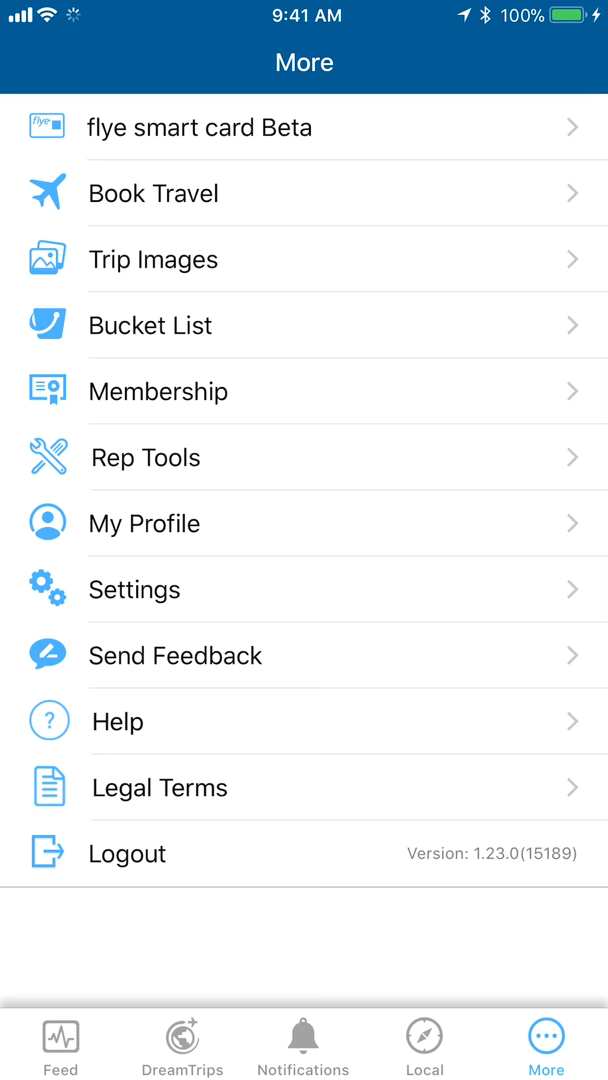 9:41 AM 100%
More
flye
flye smart card Beta
Book Travel
Trip Images
Bucket List
Membership
Rep Tools
My Profile
Settings
Send Feedback
?
Help
Legal Terms
Logout Version: 1.23.0(15189)
Feed DreamTrips Notifications Local More